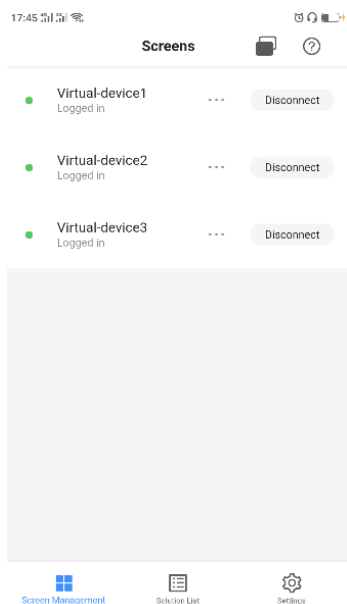 17:45
Screens
Virtual-device1
Logged in
Disconnect
Virtual-device2
Logged in
Disconnect
Virtual-device3
Logged in
Disconnect
Screen Management
Solution List
Settings